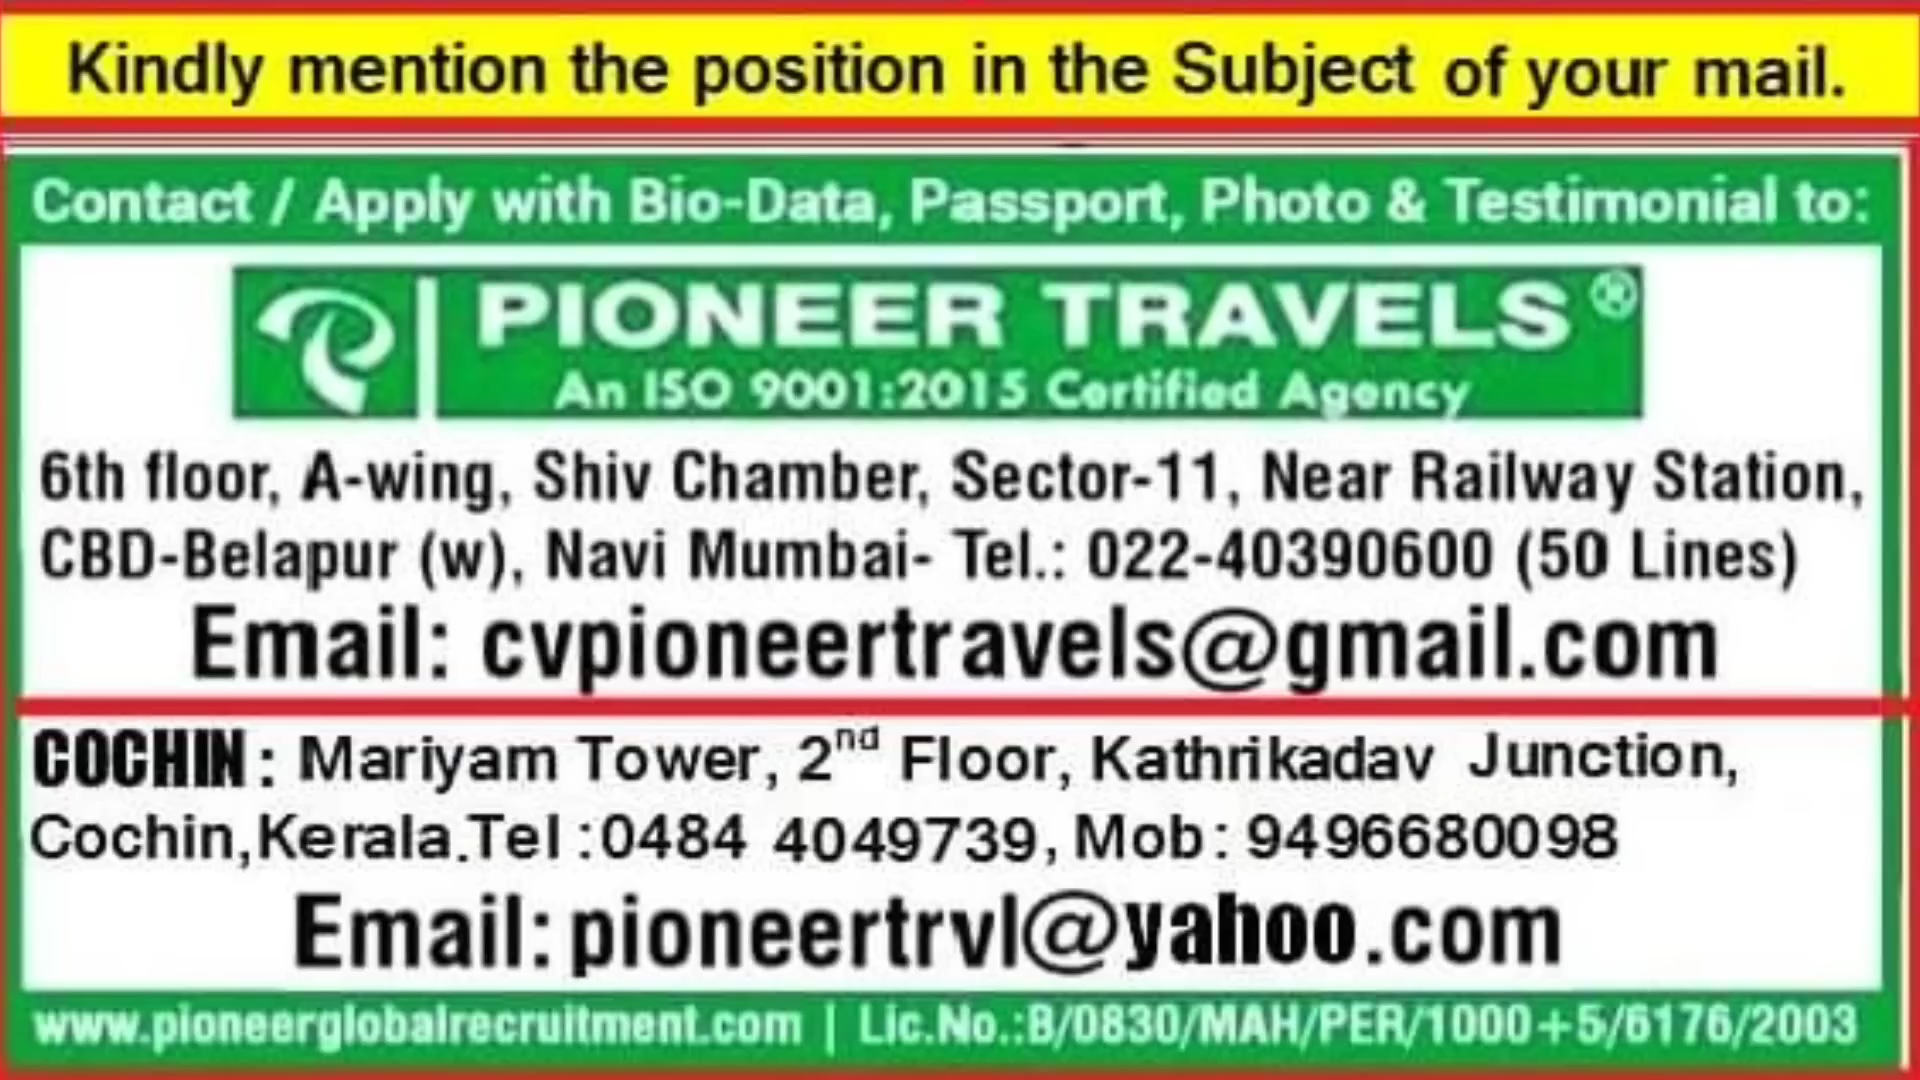 Kindly mention the position in the Subject of your mail.
Contact / Apply with Bio-Data, Passport, Photo & Testimonial to:
PIONEER TRAVELS ®
An ISO 9001:2015 Certified Agency
6th floor, A-wing, Shiv Chamber, Sector-11, Near Railway Station,
CBD-Belapur (w), Navi Mumbai- Tel.: 022-40390600 (50 Lines)
Email: cvpioneertravels@gmail.com
COCHIN: Mariyam Tower, 2nd Floor, Kathrikadav Junction,
Cochin,Kerala.Tel :0484 4049739, Mob: 9496680098
Email: pioneertrvl@yahoo.com
www.pioneerglobalrecruitment.com | Lic.No.:B/0830/MAH/PER/1000+5/6176/2003